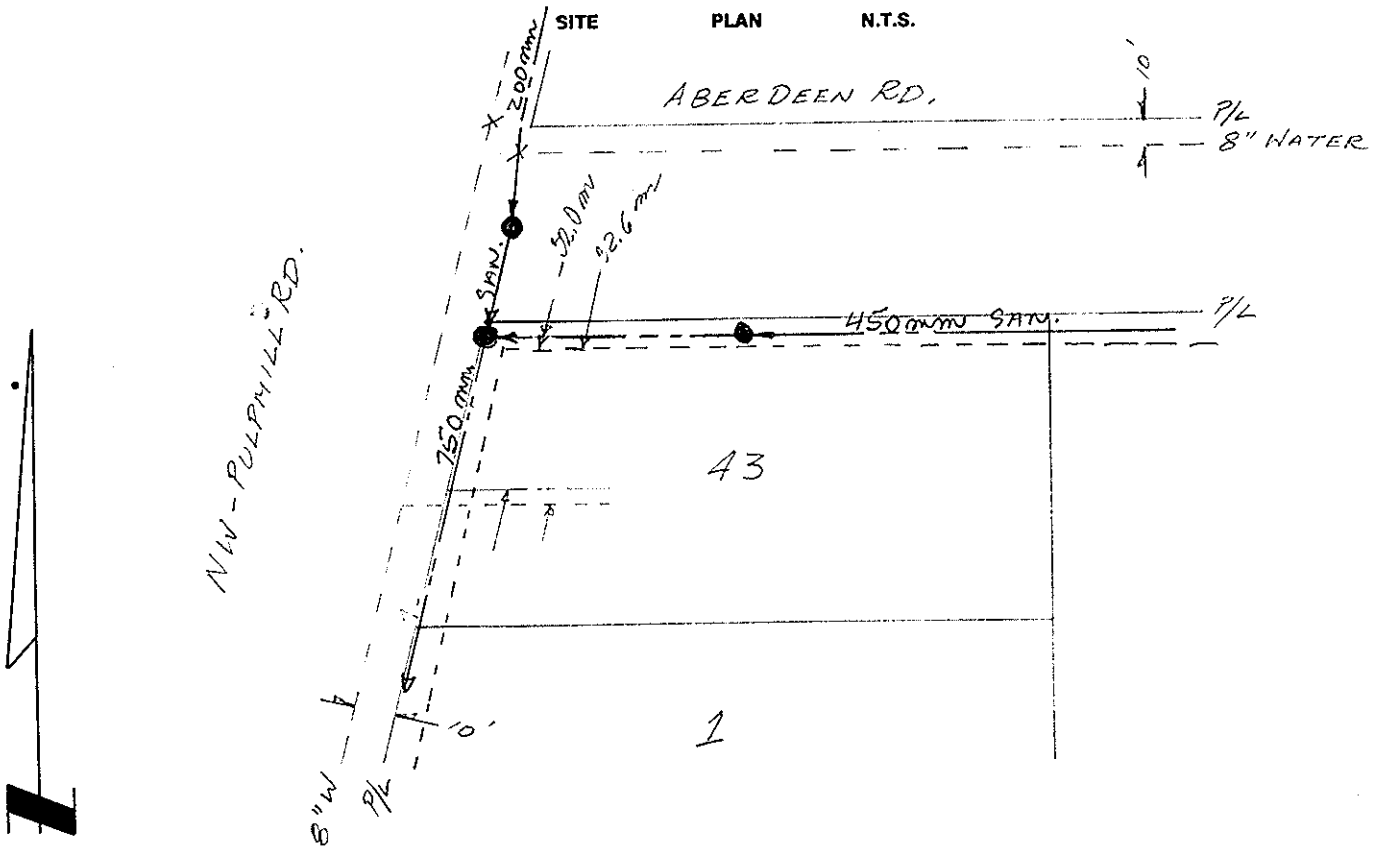 SITE PLAN N.T.S.
200mm
ABERDEEN RD.
10'
P/L
8" WATER
SAN.
P/L
450mm SAN.
750mm
NW-PULPMILL RD.
43
10'
1
8" W
P/L